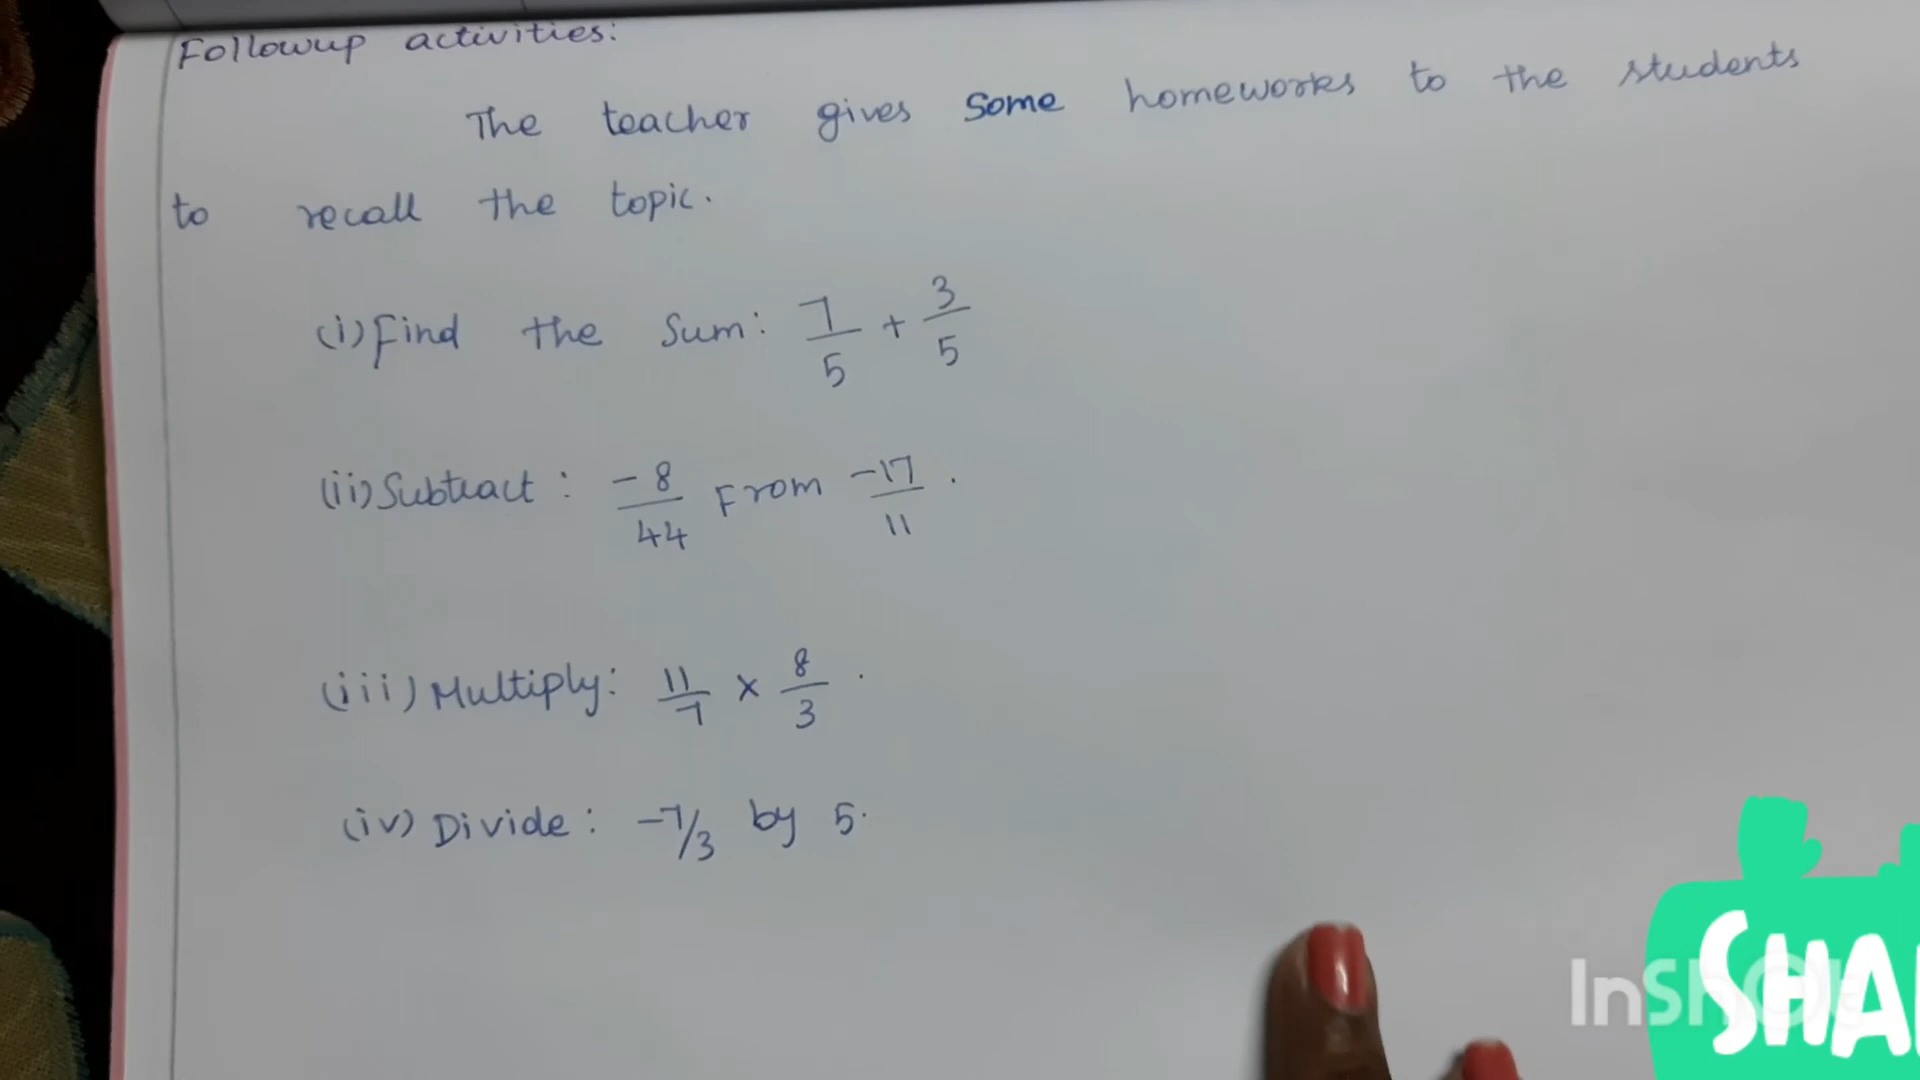 Followup activities:
The teacher gives some homeworks to the students
to recall the topic.
(i) Find the Sum: 7/5 + 3/5
(ii) Subtract: -8/44 From -17/11.
(iii) Multiply: 11/7 × 8/3.
(iv) Divide: -7/3 by 5.
InShot
SHA